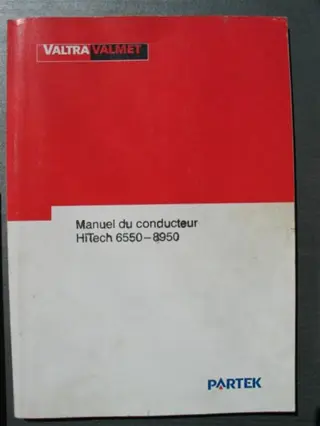 VALTRA VALMET
Manuel du conducteur
HiTech 6550-8950
PARTEK